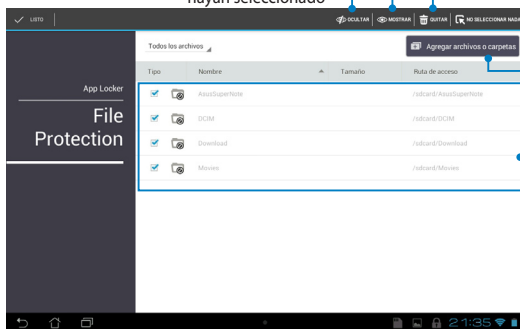 hayan seleccionado
LISTO OCULTAR MOSTRAR QUITAR NO SELECCIONAR NADA
Todos los archivos Agregar archivos o carpetas
Tipo Nombre Tamaño Ruta de acceso
App Locker
File
Protection
AsusSuperNote /sdcard/AsusSuperNote
DCIM /sdcard/DCIM
Download /sdcard/Download
Movies /sdcard/Movies
21:35